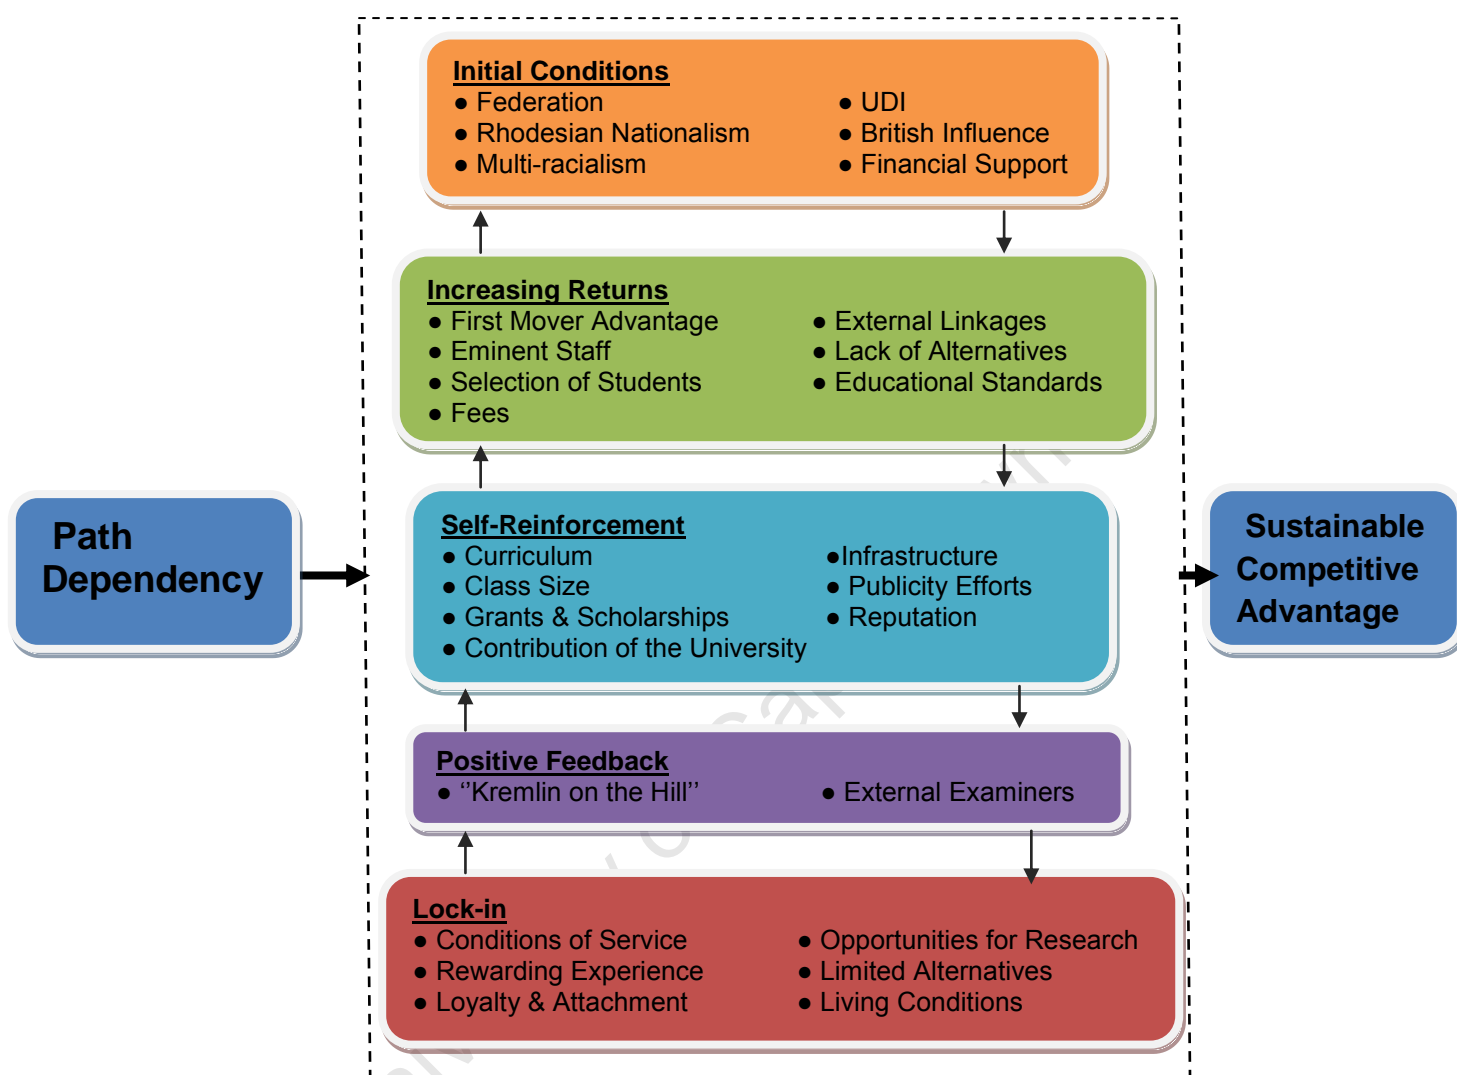 Initial Conditions
● Federation ● UDI
● Rhodesian Nationalism ● British Influence
● Multi-racialism ● Financial Support
Increasing Returns
● First Mover Advantage ● External Linkages
● Eminent Staff ● Lack of Alternatives
● Selection of Students ● Educational Standards
● Fees
Path
Dependency
Self-Reinforcement
● Curriculum ●Infrastructure
● Class Size ● Publicity Efforts
● Grants & Scholarships ● Reputation
● Contribution of the University
Sustainable
Competitive
Advantage
Positive Feedback
● ‘’Kremlin on the Hill’’ ● External Examiners
Lock-in
● Conditions of Service ● Opportunities for Research
● Rewarding Experience ● Limited Alternatives
● Loyalty & Attachment ● Living Conditions